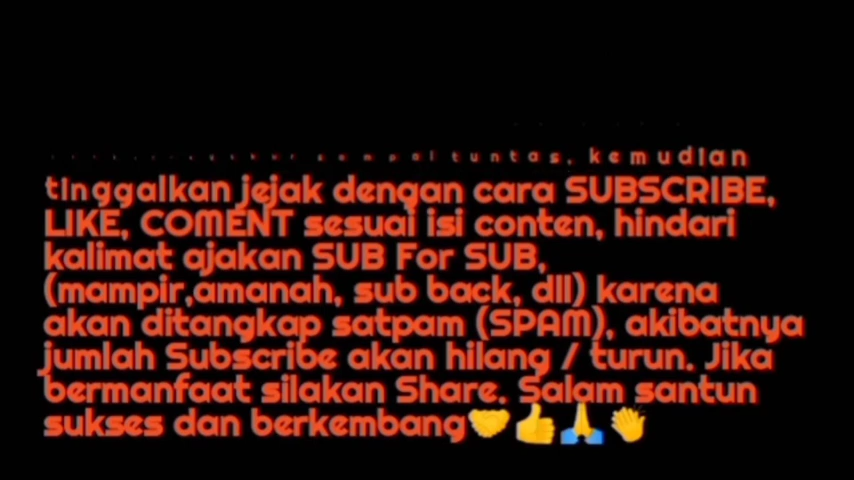 sampai tuntas, kemudian
tinggalkan jejak dengan cara SUBSCRIBE,
LIKE, COMENT sesuai isi conten, hindari
kalimat ajakan SUB For SUB,
(mampir,amanah, sub back, dll) karena
akan ditangkap satpam (SPAM), akibatnya
jumlah Subscribe akan hilang / turun. Jika
bermanfaat silakan Share. Salam santun
sukses dan berkembang🤝👍🙏👏